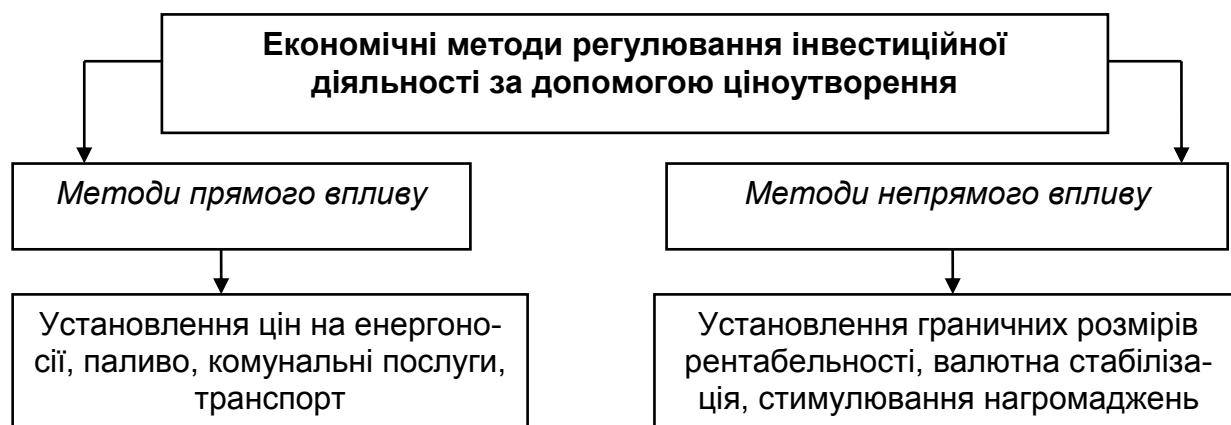 Економічні методи регулювання інвестиційної
діяльності за допомогою ціноутворення
Методи прямого впливу
Методи непрямого впливу
Установлення цін на енергоно-
сії, паливо, комунальні послуги,
транспорт
Установлення граничних розмірів
рентабельності, валютна стабіліза-
ція, стимулювання нагромаджень